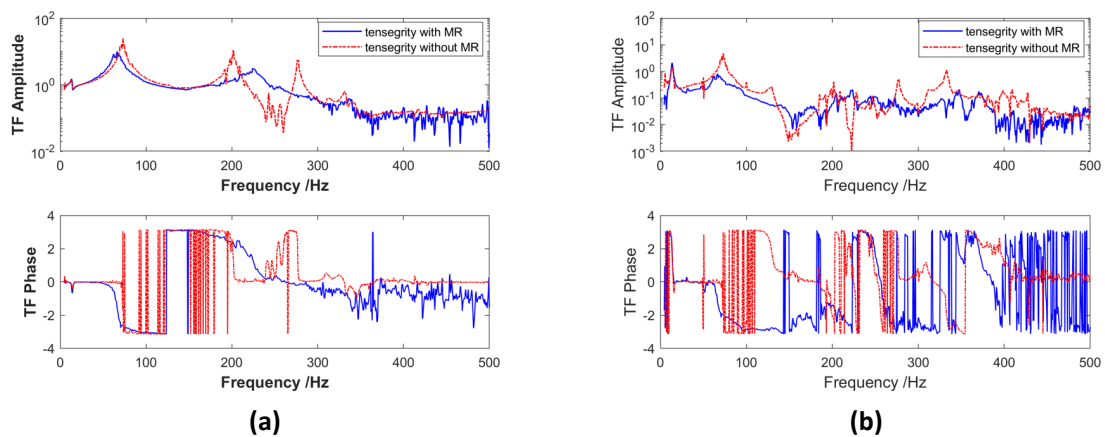 TF Amplitude
10^2
10^0
10^-2
tensegrity with MR
tensegrity without MR
0 100 200 300 400 500
Frequency /Hz
TF Phase
4
2
0
-2
-4
0 100 200 300 400 500
Frequency /Hz
(a)
TF Amplitude
10^2
10^1
10^0
10^-1
10^-2
10^-3
tensegrity with MR
tensegrity without MR
0 100 200 300 400 500
Frequency /Hz
TF Phase
4
2
0
-2
-4
0 100 200 300 400 500
Frequency /Hz
(b)